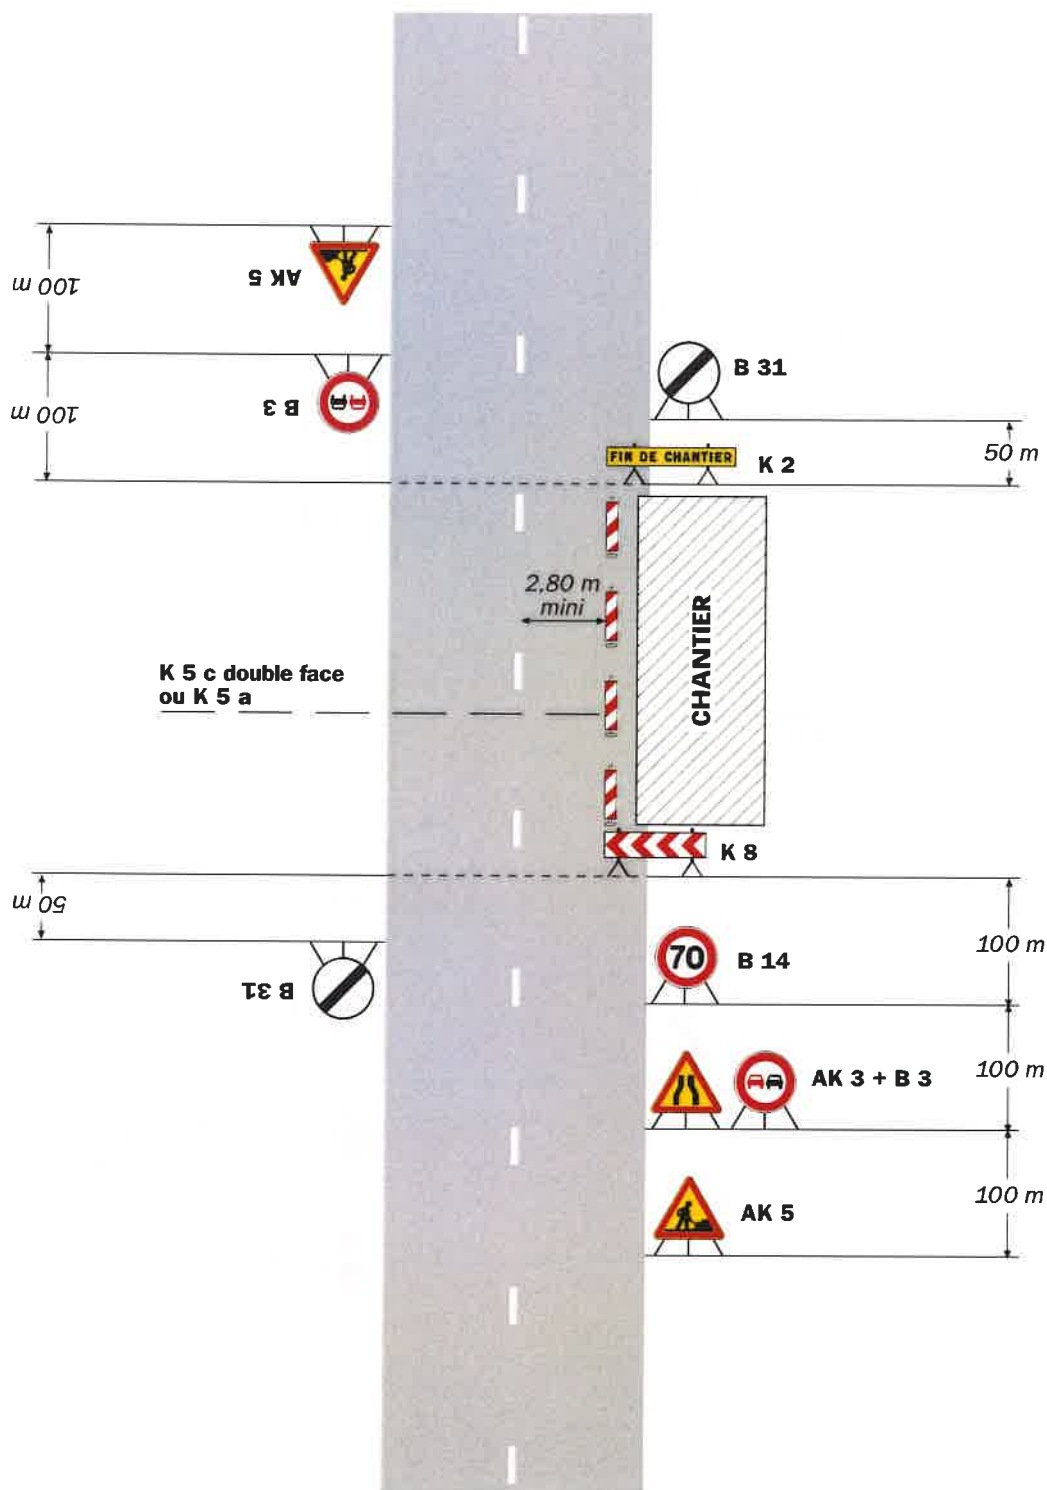 AK 5
100 m
B 3
100 m
B 31
50 m
FIN DE CHANTIER
K 2
2.80 m
mini
CHANTIER
K 5 c double face
ou K 5 a
K 8
50 m
B 31
70
B 14
100 m
AK 3 + B 3
100 m
AK 5
100 m